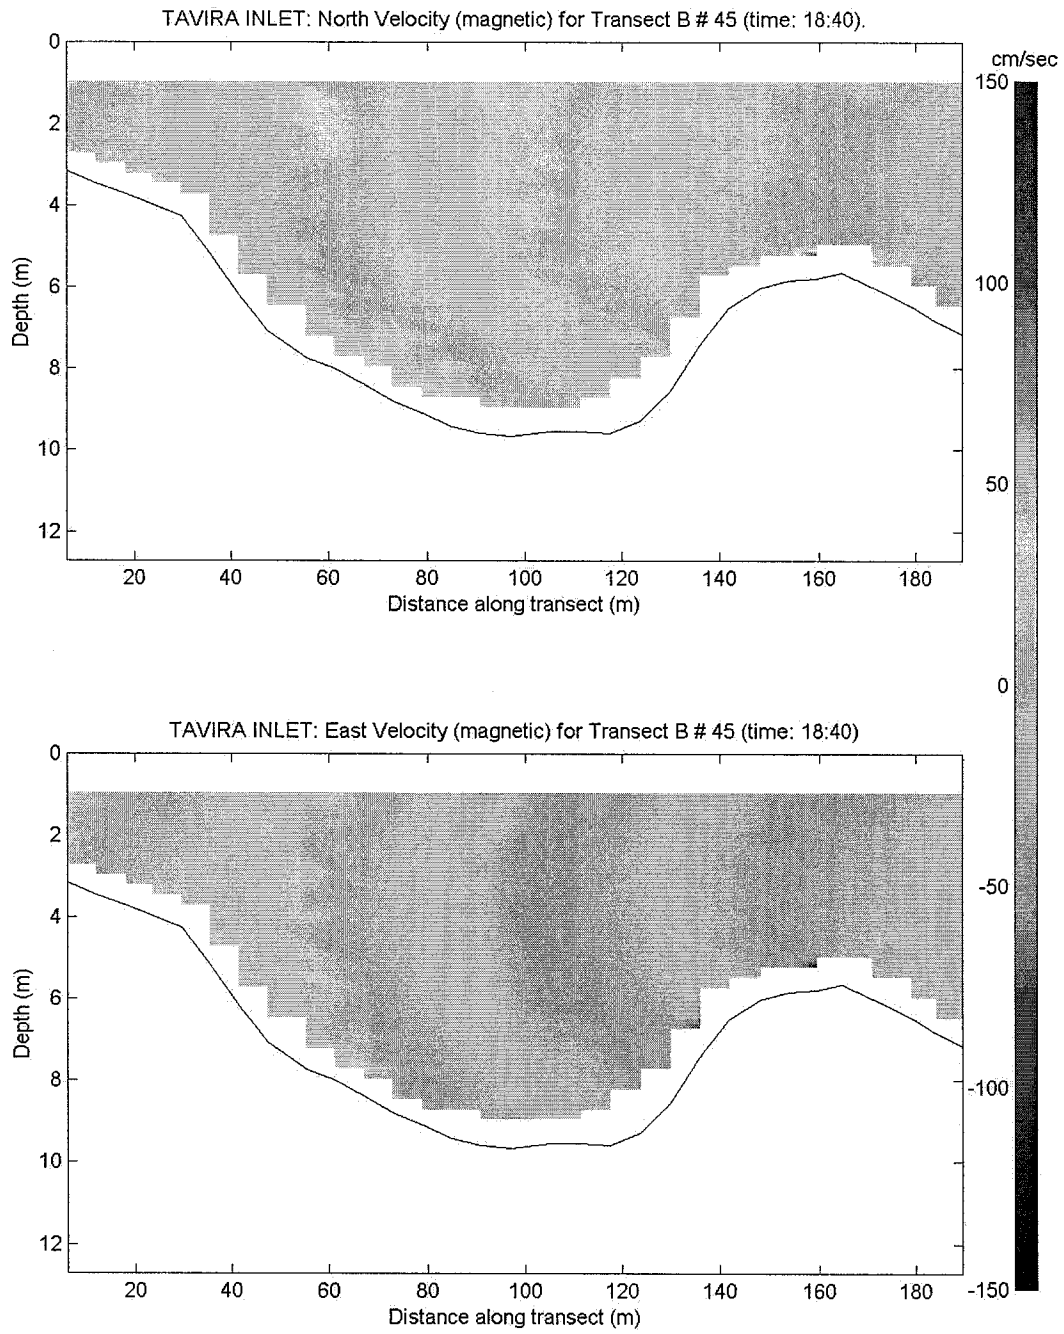 TAVIRA INLET: North Velocity (magnetic) for Transect B # 45 (time: 18:40).
cm/sec
0
2
4
6
8
10
12
Depth (m)
20 40 60 80 100 120 140 160 180
Distance along transect (m)
150
100
50
0
-50
-100
-150
TAVIRA INLET: East Velocity (magnetic) for Transect B # 45 (time: 18:40)
0
2
4
6
8
10
12
Depth (m)
20 40 60 80 100 120 140 160 180
Distance along transect (m)